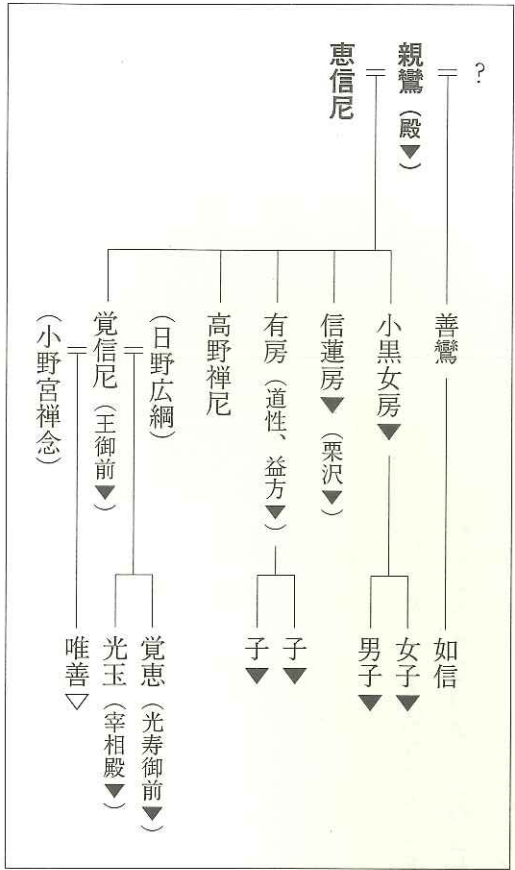 ?
親鸞（殿▼）
恵信尼
善鸞
小黒女房▼
信蓮房▼（栗沢▼）
有房（道性、益方▼）
高野禅尼
（日野広綱）
覚信尼（王御前▼）
（小野宮禅念）
如信
女子▼
男子▼
子▼
子▼
覚恵（光寿御前▼）
光玉（宰相殿▼）
唯善▽